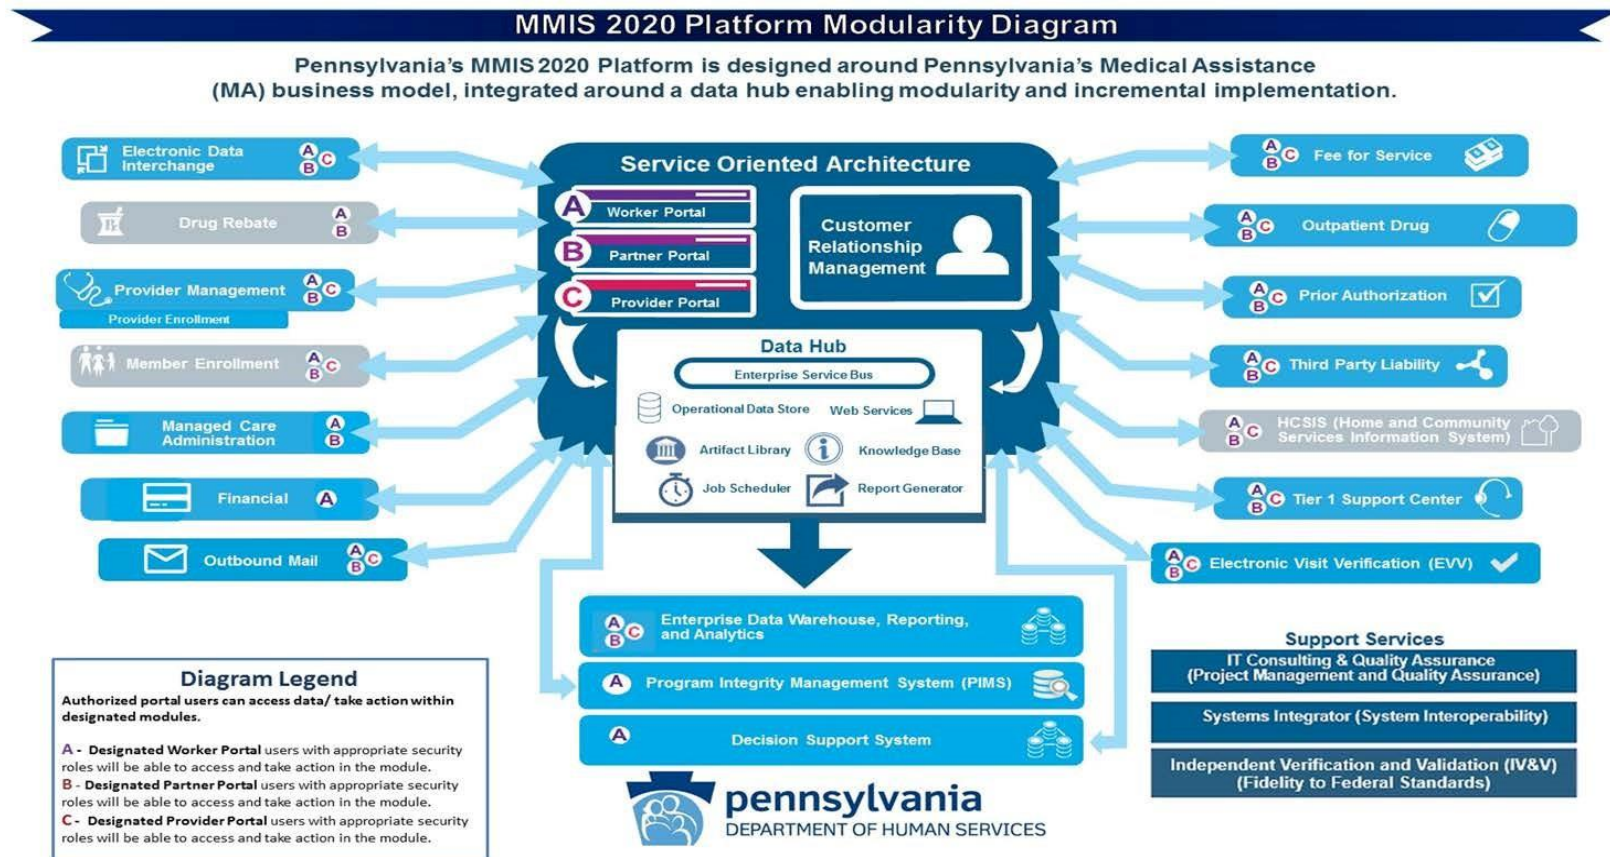 MMIS 2020 Platform Modularity Diagram
Pennsylvania's MMIS 2020 Platform is designed around Pennsylvania's Medical Assistance
(MA) business model, integrated around a data hub enabling modularity and incremental implementation.
Electronic Data
Interchange
A
B C
Drug Rebate
A
B
Provider Management
A
B C
Provider Enrollment
Member Enrollment
A
B C
Managed Care
Administration
A
B
Financial
A
Outbound Mail
A
B C
Service Oriented Architecture
A
Worker Portal
B
Partner Portal
C
Provider Portal
Customer
Relationship
Management
Data Hub
Enterprise Service Bus
Operational Data Store
Web Services
Artifact Library
Knowledge Base
Job Scheduler
Report Generator
A
B C
Fee for Service
A
B C
Outpatient Drug
A
B C
Prior Authorization
A
B C
Third Party Liability
A
B C
HCSIS (Home and Community
Services Information System)
A
B C
Tier 1 Support Center
A
B C
Electronic Visit Verification (EVV)
A
B C
Enterprise Data Warehouse, Reporting,
and Analytics
A
Program Integrity Management System (PIMS)
A
Decision Support System
Diagram Legend
Authorized portal users can access data/ take action within
designated modules.
A - Designated Worker Portal users with appropriate security
roles will be able to access and take action in the module.
B - Designated Partner Portal users with appropriate security
roles will be able to access and take action in the module.
C - Designated Provider Portal users with appropriate security
roles will be able to access and take action in the module.
pennsylvania
DEPARTMENT OF HUMAN SERVICES
Support Services
IT Consulting & Quality Assurance
(Project Management and Quality Assurance)
Systems Integrator (System Interoperability)
Independent Verification and Validation (IV&V)
(Fidelity to Federal Standards)